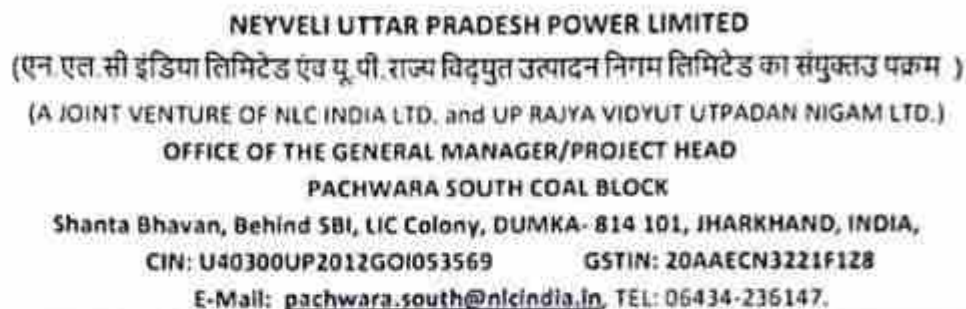 NEYVELI UTTAR PRADESH POWER LIMITED
(एन.एल.सी इंडिया लिमिटेड एंव यू.पी.राज्य विद्युत उत्पादन निगम लिमिटेड का संयुक्तउ पक्रम )
(A JOINT VENTURE OF NLC INDIA LTD. and UP RAJYA VIDYUT UTPADAN NIGAM LTD.)
OFFICE OF THE GENERAL MANAGER/PROJECT HEAD
PACHWARA SOUTH COAL BLOCK
Shanta Bhavan, Behind SBI, LIC Colony, DUMKA- 814 101, JHARKHAND, INDIA,
CIN: U40300UP2012GOI053569 GSTIN: 20AAECN3221F128
E-Mail: pachwara.south@nlcindia.in, TEL: 06434-236147.